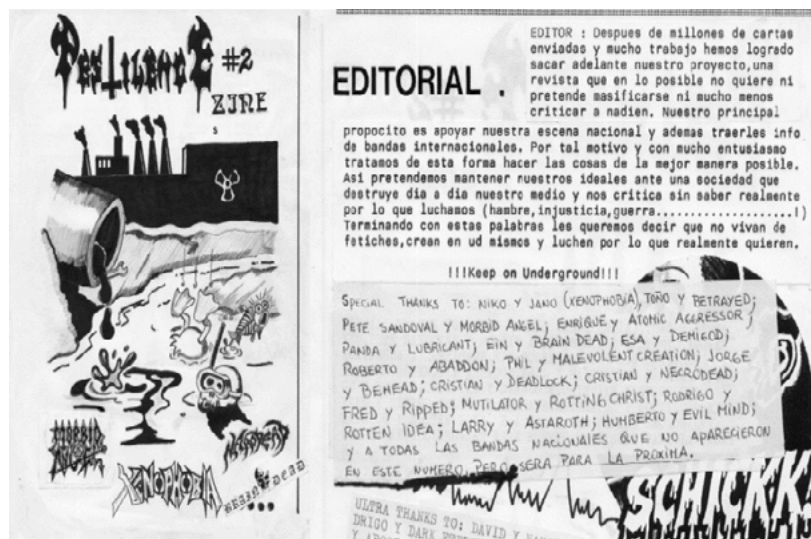 PESTILENCE #2
ZINE
S
MORBID
ANGEL
NECRODEAD
XENOPHOBIA
BRAIN DEAD
EDITORIAL .
EDITOR : Despues de millones de cartas
enviadas y mucho trabajo hemos logrado
sacar adelante nuestro proyecto,una
revista que en lo posible no quiere ni
pretende masificarse ni mucho menos
criticar a nadien. Nuestro principal
propocito es apoyar nuestra escena nacional y ademas traerles info
de bandas internacionales. Por tal motivo y con mucho entusiasmo
tratamos de esta forma hacer las cosas de la mejor manera posible.
Asi pretendemos mantener nuestros ideales ante una sociedad que
destruye dia a dia nuestro medio y nos critica sin saber realmente
por lo que luchamos (hambre,injusticia,guerra....................!)
Terminando con estas palabras les queremos decir que no vivan de
fetiches,crean en ud mismos y luchen por lo que realmente quieren.
!!!Keep on Underground!!!
SPECIAL THANKS TO: NIKO Y JANO (XENOPHOBIA), TOÑO Y BETRAYED;
PETE SANDOVAL Y MORBID ANGEL; ENRIQUE Y ATOMIC AGGRESSOR;
PANDA Y LUBRICANT; EIN Y BRAIN DEAD; ESA Y DEMIGOD;
ROBERTO Y ABADDON; PHIL Y MALEVOLENT CREATION; JORGE
Y BEHEAD; CRISTIAN Y DEADLOCK; CRISTIAN Y NECRODEAD;
FRED Y RIPPED; MUTILATOR Y ROTTING CHRIST; RODRIGO Y
ROTTEN IDEA; LARRY Y ASTAROTH; HUMBERTO Y EVIL MIND;
Y A TODAS LAS BANDAS NACIONALES QUE NO APARECIERON
EN ESTE NUMERO, PERO SERA PARA LA PROXIMA.
SCHICKK
ULTRA THANKS TO: DAVID Y
DRIGO Y DARK